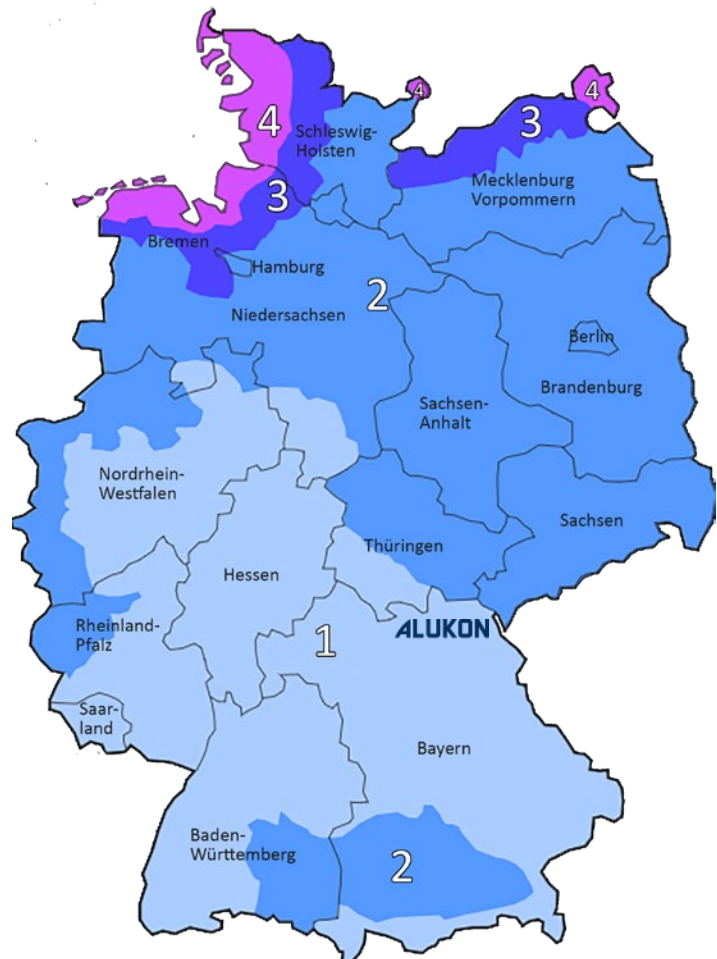 4
4
4
3
Schleswig-
Holsten
3
Mecklenburg
Vorpommern
Bremen
Hamburg
2
Niedersachsen
Berlin
Brandenburg
Sachsen-
Anhalt
Nordrhein-
Westfalen
Sachsen
Thüringen
Hessen
Rheinland-
Pfalz
1
ALUKON
Saar-
land
Bayern
Baden-
Württemberg
2